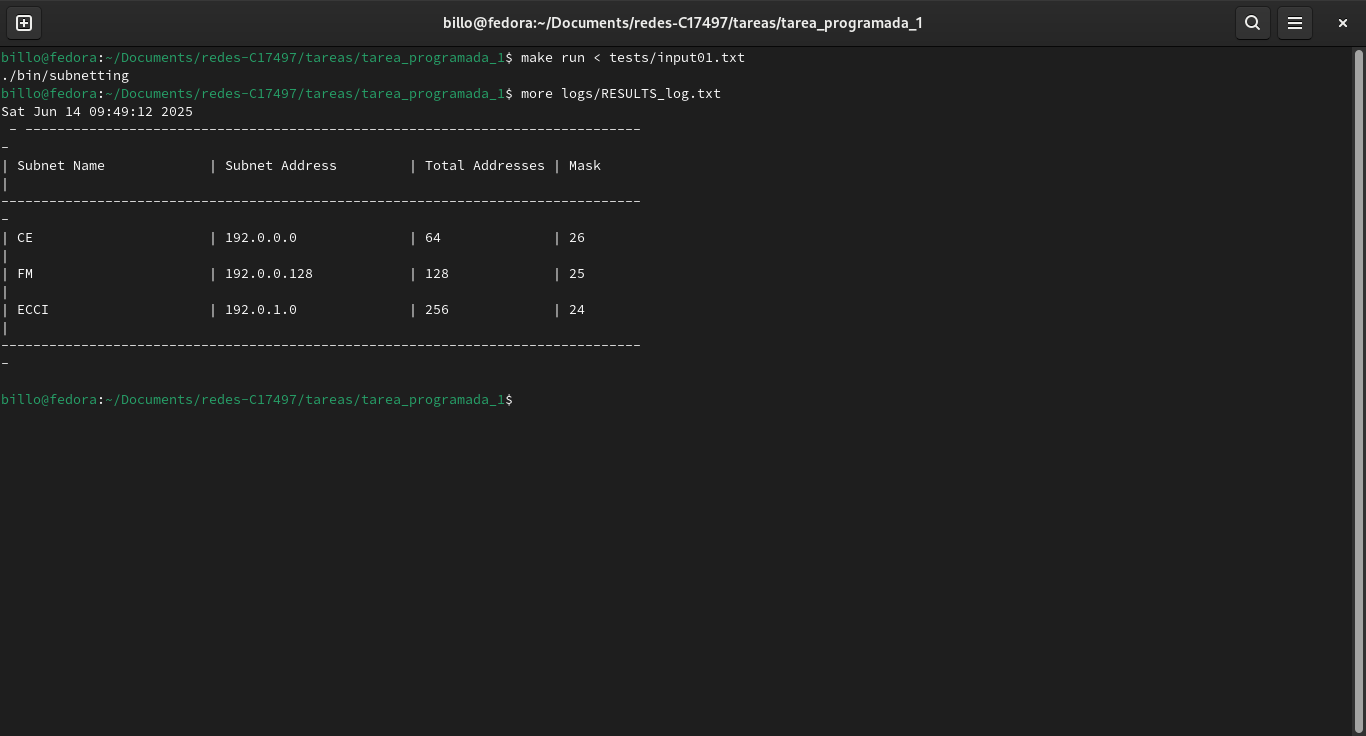 billo@fedora:~/Documents/redes-C17497/tareas/tarea_programada_1
billo@fedora:~/Documents/redes-C17497/tareas/tarea_programada_1$ make run < tests/input01.txt
./bin/subnetting
billo@fedora:~/Documents/redes-C17497/tareas/tarea_programada_1$ more logs/RESULTS_log.txt
Sat Jun 14 09:49:12 2025
 - -----------------------------------------------------------------------------
-
| Subnet Name             | Subnet Address         | Total Addresses | Mask
|
--------------------------------------------------------------------------------
-
| CE                      | 192.0.0.0              | 64              | 26
|
| FM                      | 192.0.0.128            | 128             | 25
|
| ECCI                    | 192.0.1.0              | 256             | 24
|
--------------------------------------------------------------------------------
-
billo@fedora:~/Documents/redes-C17497/tareas/tarea_programada_1$